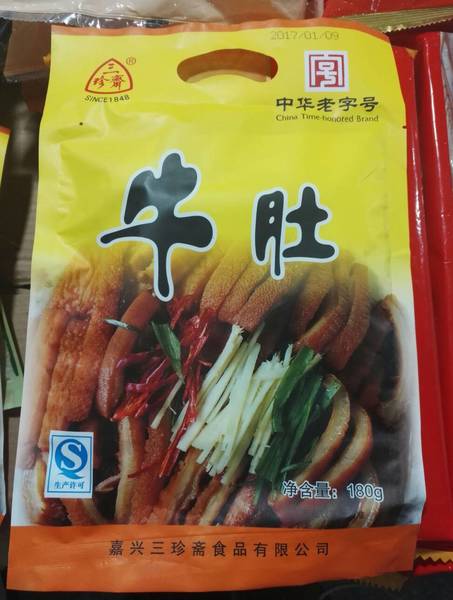 2017/01/09
三珍齋®
SINCE1848
中华老字号
China Time-honored Brand
牛肚
生产许可
净含量：180g
嘉兴三珍斋食品有限公司